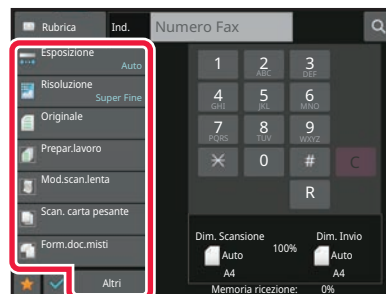 Rubrica
Ind.
Numero Fax
Esposizione
Auto
Risoluzione
Super Fine
Originale
Prepar.lavoro
Mod.scan.lenta
Scan. carta pesante
Form.doc.misti
Altri
1 2 3
ABC DEF
4 5 6
GHI JKL MNO
7 8 9
PQRS TUV WXYZ
0 # C
R
Dim. Scansione Dim. Invio
Auto 100% Auto
A4 A4
Memoria ricezione: 0%